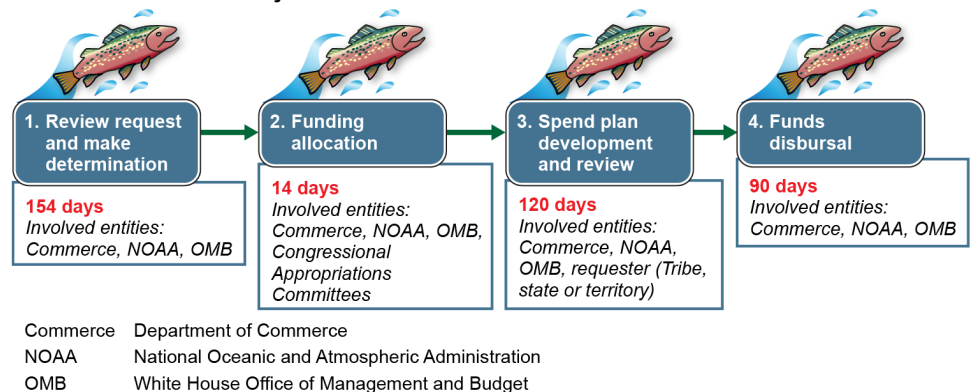 1. Review request
and make
determination
154 days
Involved entities:
Commerce, NOAA, OMB
2. Funding
allocation
14 days
Involved entities:
Commerce, NOAA, OMB,
Congressional
Appropriations
Committees
3. Spend plan
development
and review
120 days
Involved entities:
Commerce, NOAA,
OMB, requester (Tribe,
state or territory)
4. Funds
disbursal
90 days
Involved entities:
Commerce, NOAA, OMB
Commerce Department of Commerce
NOAA National Oceanic and Atmospheric Administration
OMB White House Office of Management and Budget